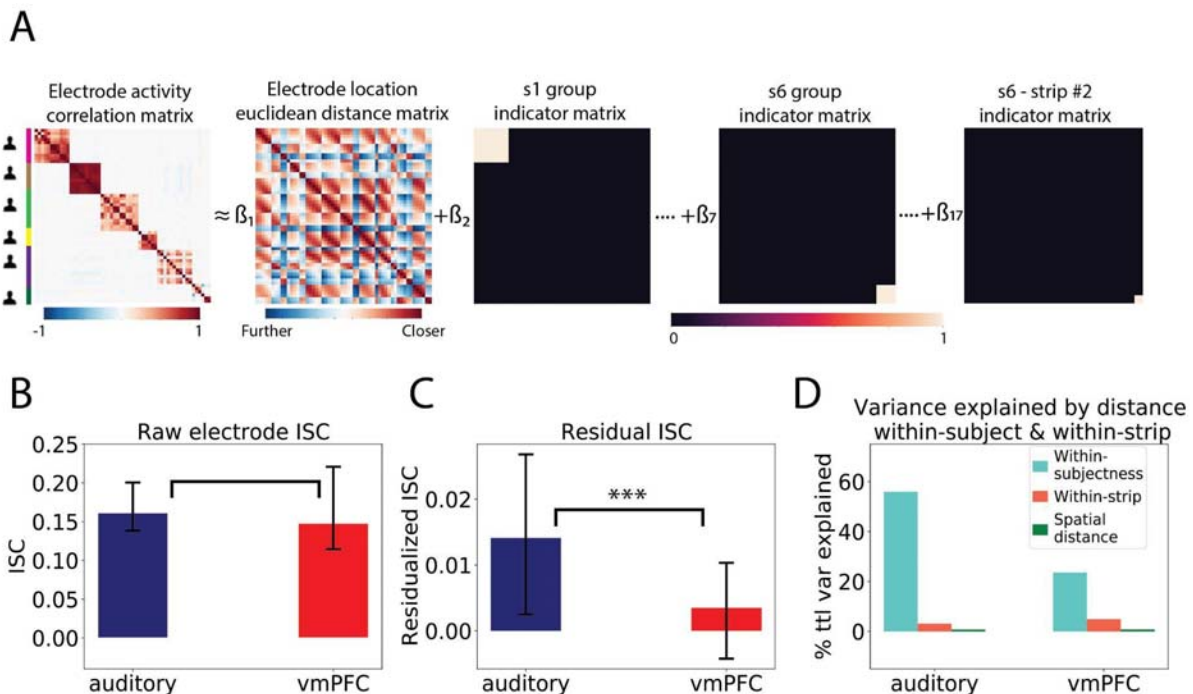 A
Electrode activity
correlation matrix
Electrode location
euclidean distance matrix
s1 group
indicator matrix
s6 group
indicator matrix
s6 - strip #2
indicator matrix
≈ ß1
+ß2
.... +ß7
.... +ß17
-1 1
Further Closer
0 1
B
Raw electrode ISC
ISC
0.25
0.20
0.15
0.10
0.05
0.00
auditory vmPFC
C
Residual ISC
Residualized ISC
0.02
0.01
0.00
***
auditory vmPFC
D
Variance explained by distance
within-subject & within-strip
% ttl var explained
60
40
20
0
Within-
subjectness
Within-strip
Spatial
distance
auditory vmPFC